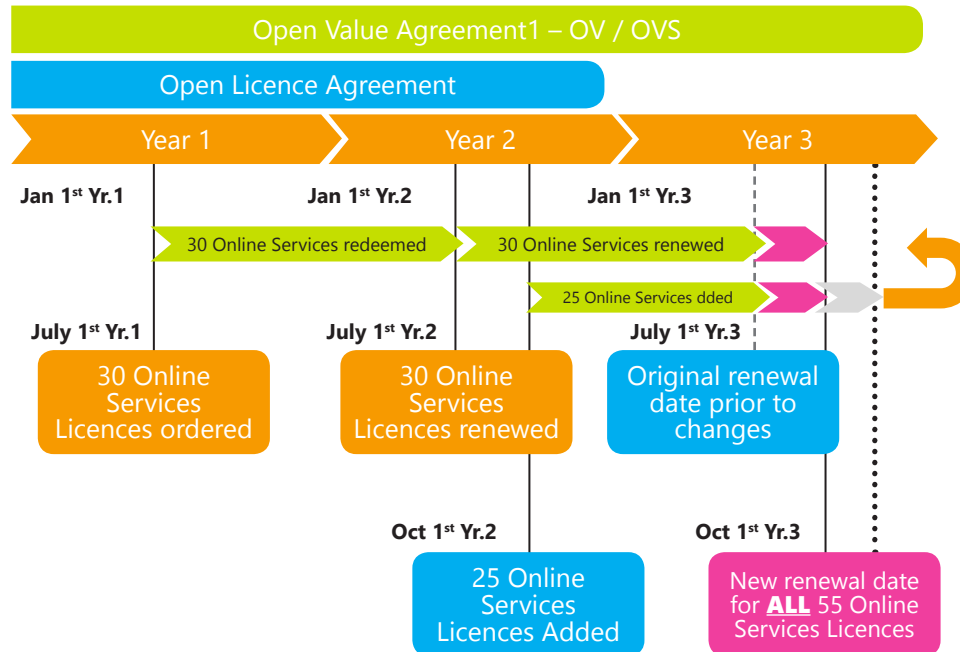 Open Value Agreement1 – OV / OVS
Open Licence Agreement
Year 1
Year 2
Year 3
Jan 1st Yr.1
Jan 1st Yr.2
Jan 1st Yr.3
30 Online Services redeemed
30 Online Services renewed
25 Online Services dded
July 1st Yr.1
July 1st Yr.2
July 1st Yr.3
30 Online
Services
Licences ordered
30 Online
Services
Licences renewed
Original renewal
date prior to
changes
Oct 1st Yr.2
Oct 1st Yr.3
25 Online
Services
Licences Added
New renewal date
for ALL 55 Online
Services Licences